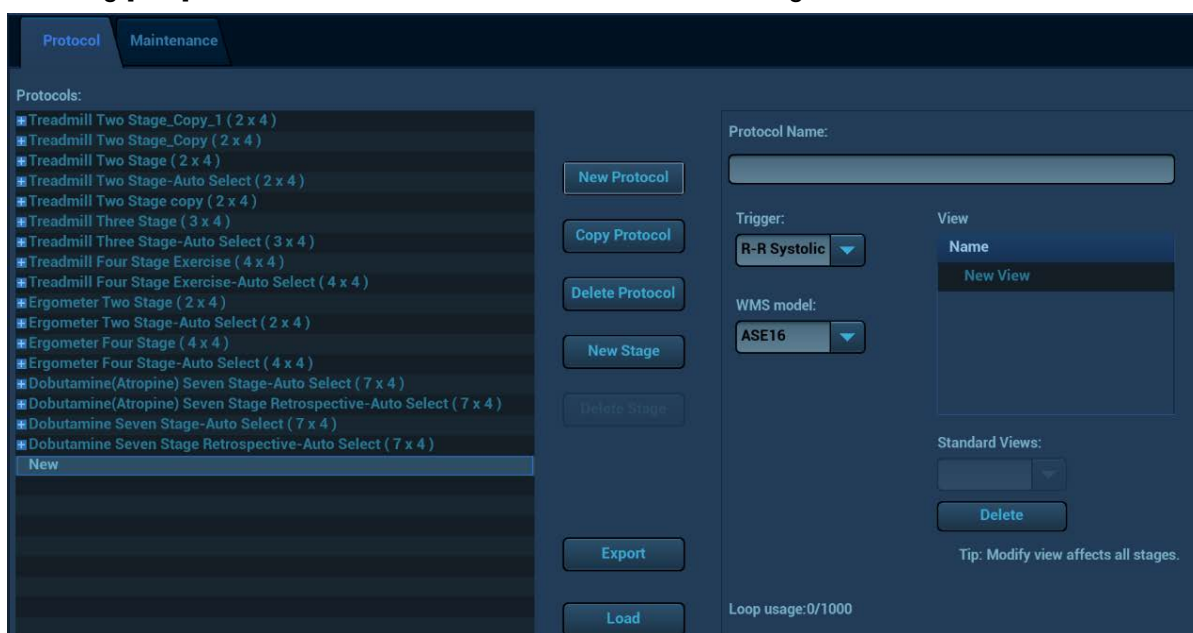 Protocol
Maintenance
Protocols:
Treadmill Two Stage_Copy_1 ( 2 x 4 )
Treadmill Two Stage_Copy ( 2 x 4 )
Treadmill Two Stage ( 2 x 4 )
Treadmill Two Stage-Auto Select ( 2 x 4 )
Treadmill Two Stage copy ( 2 x 4 )
Treadmill Three Stage ( 3 x 4 )
Treadmill Three Stage-Auto Select ( 3 x 4 )
Treadmill Four Stage Exercise ( 4 x 4 )
Treadmill Four Stage Exercise-Auto Select ( 4 x 4 )
Ergometer Two Stage ( 2 x 4 )
Ergometer Two Stage-Auto Select ( 2 x 4 )
Ergometer Four Stage ( 4 x 4 )
Ergometer Four Stage-Auto Select ( 4 x 4 )
Dobutamine(Atropine) Seven Stage-Auto Select ( 7 x 4 )
Dobutamine(Atropine) Seven Stage Retrospective-Auto Select ( 7 x 4 )
Dobutamine Seven Stage-Auto Select ( 7 x 4 )
Dobutamine Seven Stage Retrospective-Auto Select ( 7 x 4 )
New
New Protocol
Copy Protocol
Delete Protocol
New Stage
Delete Stage
Export
Load
Protocol Name:
Trigger:
R-R Systolic
WMS model:
ASE16
View
Name
New View
Standard Views:
Delete
Tip: Modify view affects all stages.
Loop usage:0/1000